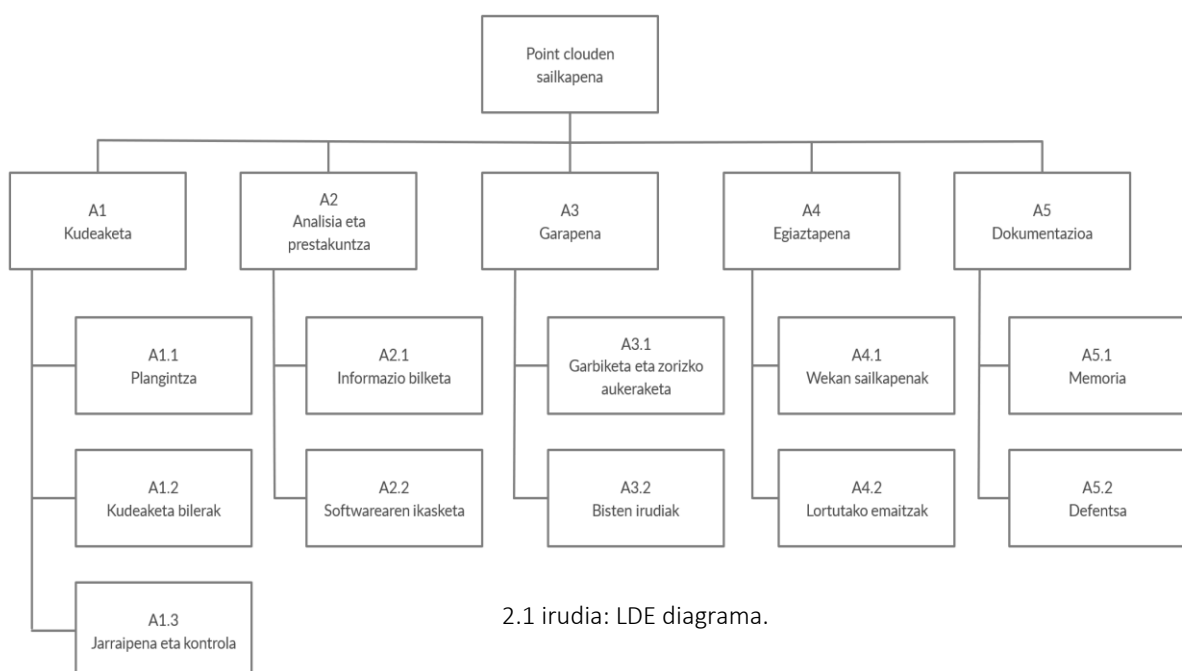 Point clouden
sailkapena
A1
Kudeaketa
A2
Analisia eta
prestakuntza
A3
Garapena
A4
Egiaztapena
A5
Dokumentazioa
A1.1
Plangintza
A2.1
Informazio bilketa
A3.1
Garbiketa eta zorizko
aukeraketa
A4.1
Wekan sailkapenak
A5.1
Memoria
A1.2
Kudeaketa bilerak
A2.2
Softwarearen ikasketa
A3.2
Bisten irudiak
A4.2
Lortutako emaitzak
A5.2
Defentsa
A1.3
Jarraipena eta kontrola
2.1 irudia: LDE diagrama.